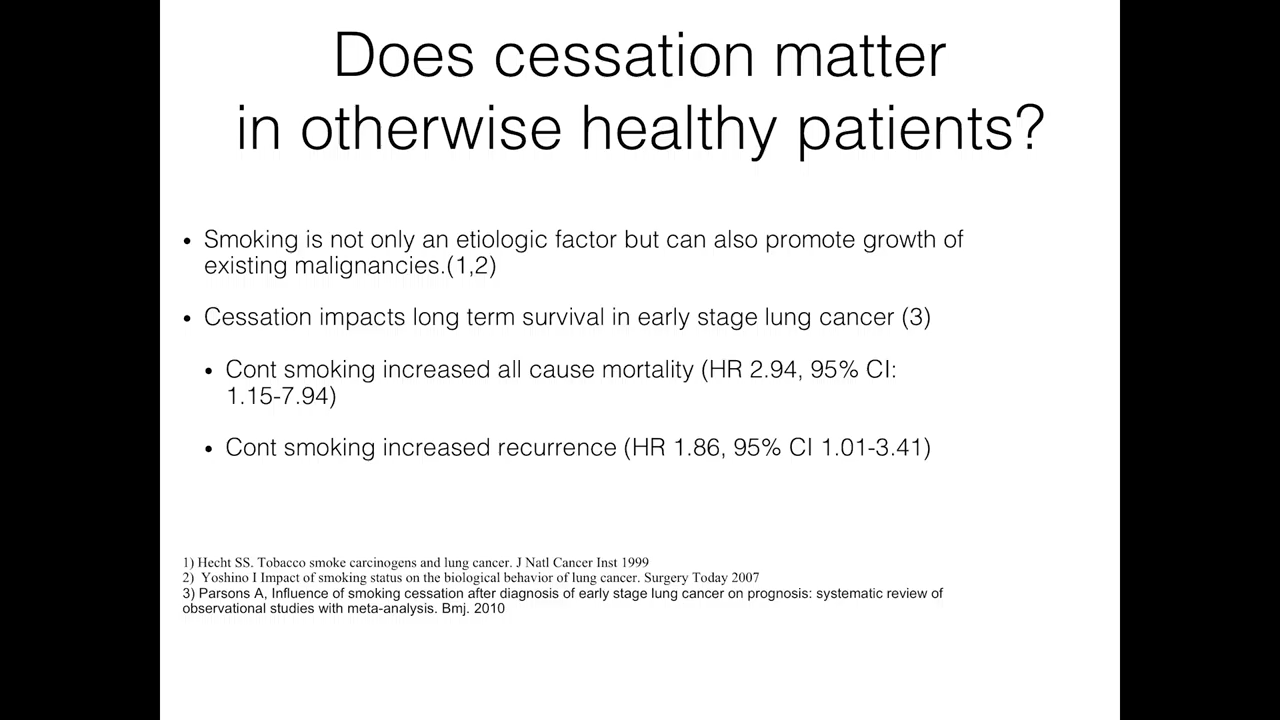 Does cessation matter
in otherwise healthy patients?
• Smoking is not only an etiologic factor but can also promote growth of
existing malignancies.(1,2)
• Cessation impacts long term survival in early stage lung cancer (3)
• Cont smoking increased all cause mortality (HR 2.94, 95% CI:
1.15-7.94)
• Cont smoking increased recurrence (HR 1.86, 95% CI 1.01-3.41)
1) Hecht SS. Tobacco smoke carcinogens and lung cancer. J Natl Cancer Inst 1999
2) Yoshino I Impact of smoking status on the biological behavior of lung cancer. Surgery Today 2007
3) Parsons A, Influence of smoking cessation after diagnosis of early stage lung cancer on prognosis: systematic review of
observational studies with meta-analysis. Bmj. 2010